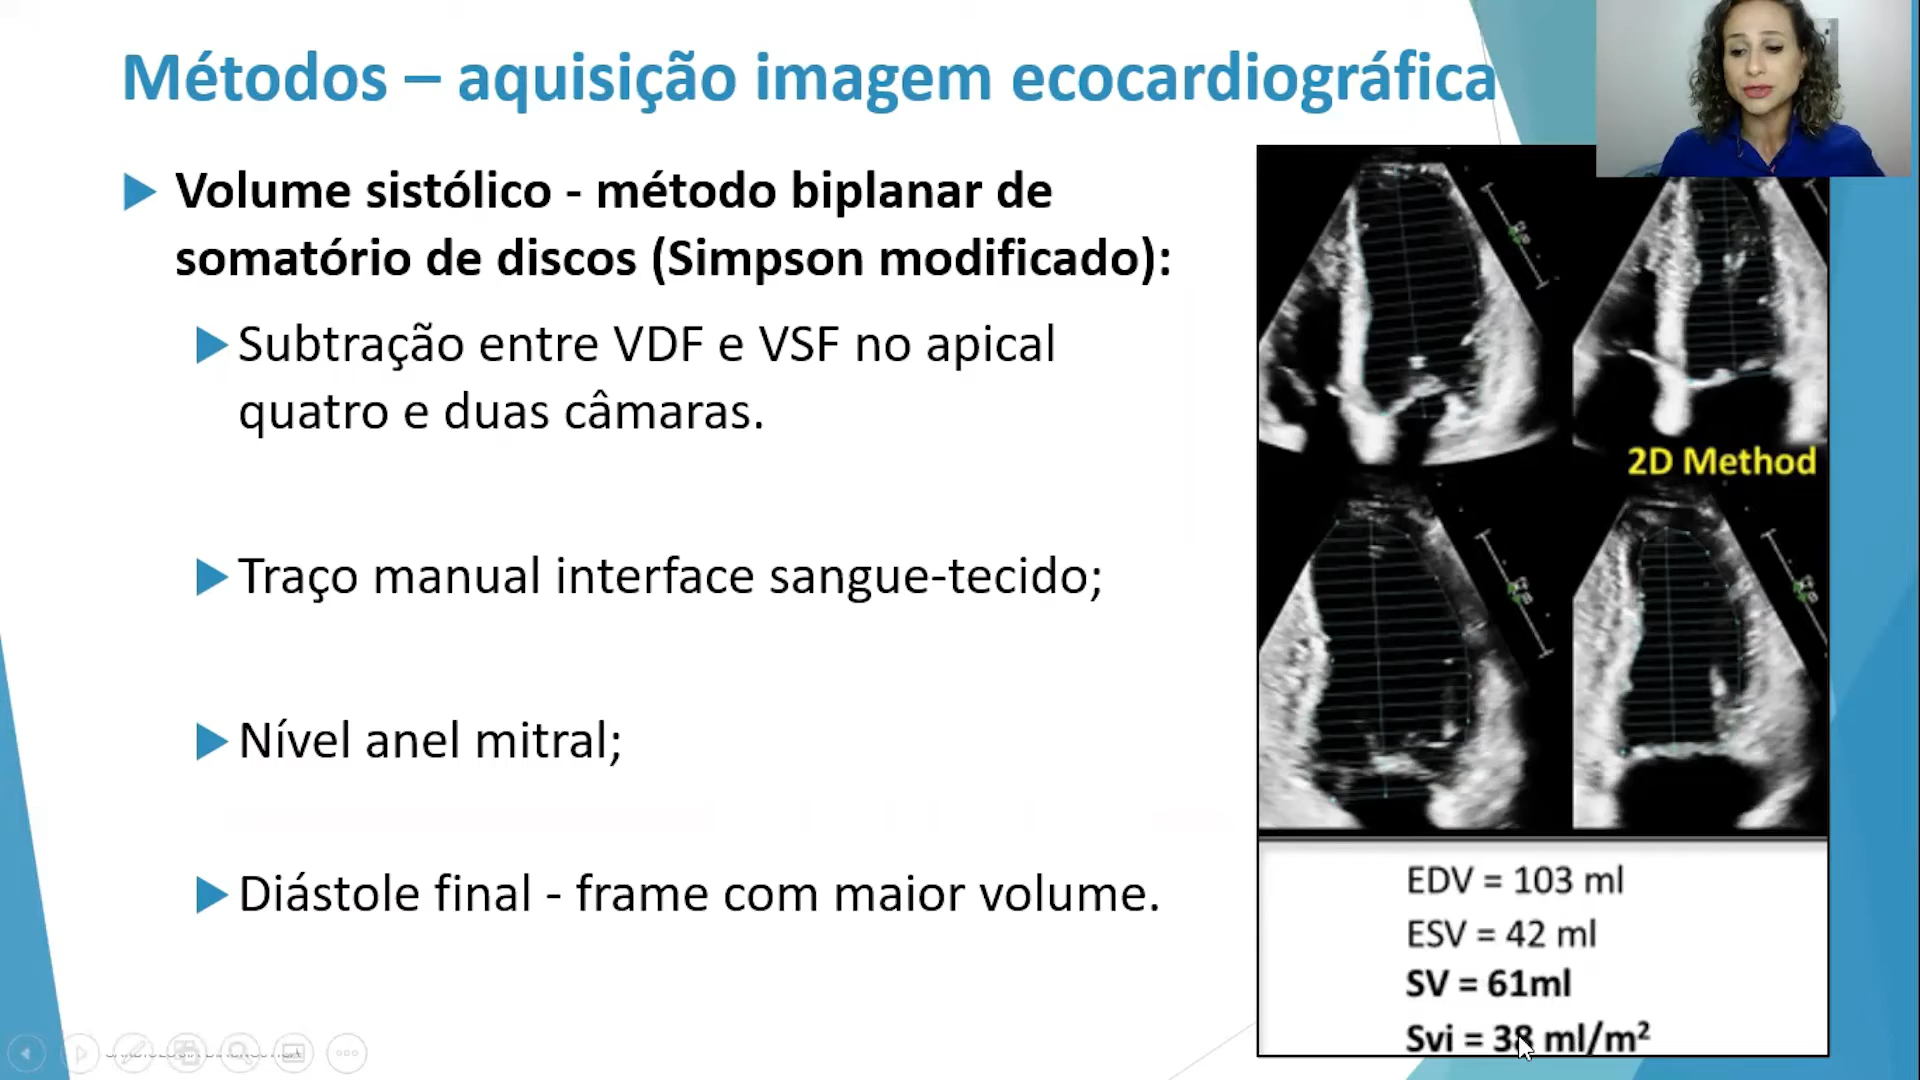 Métodos – aquisição imagem ecocardiográfica
Volume sistólico - método biplanar de
somatório de discos (Simpson modificado):
Subtração entre VDF e VSF no apical
quatro e duas câmaras.
Traço manual interface sangue-tecido;
Nível anel mitral;
Diástole final - frame com maior volume.
2D Method
EDV = 103 ml
ESV = 42 ml
SV = 61ml
Svi = 38 ml/m²
CARDIOLOGIA DIAGNÓSTICA